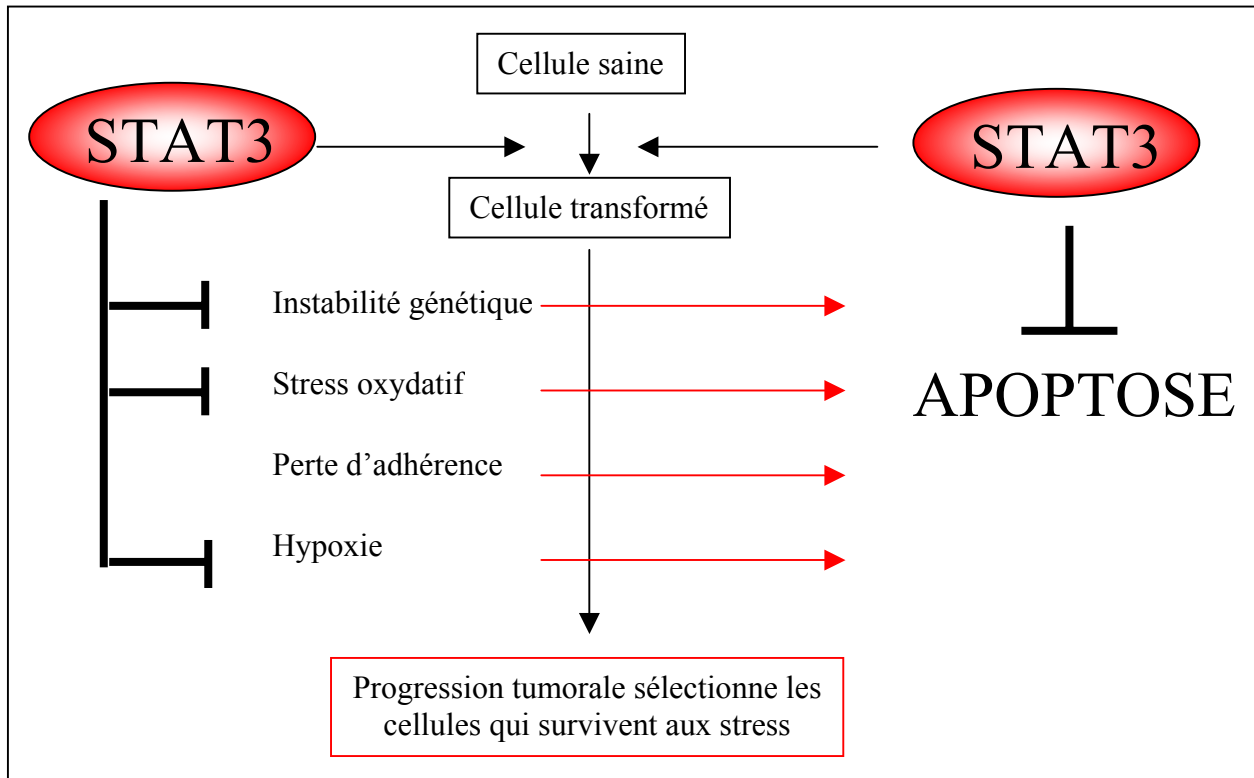 Cellule saine
STAT3
STAT3
Cellule transformé
Instabilité génétique
Stress oxydatif
APOPTOSE
Perte d’adhérence
Hypoxie
Progression tumorale sélectionne les
cellules qui survivent aux stress